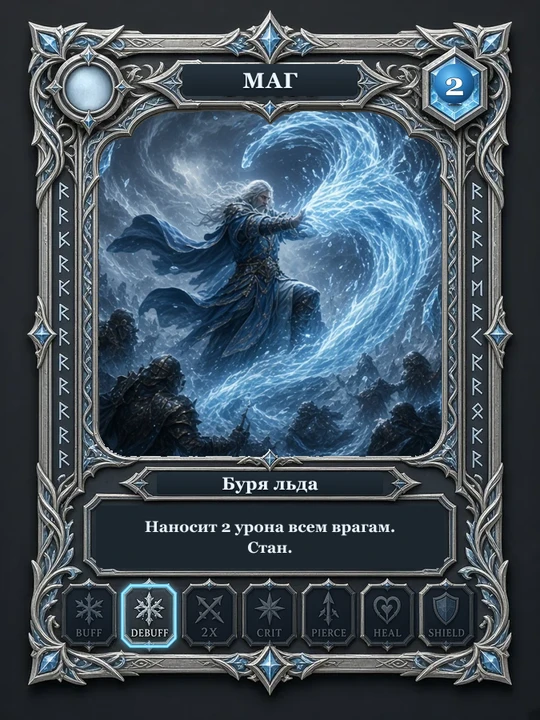 МАГ
2
Буря льда
Наносит 2 урона всем врагам.
Стан.
BUFF
DEBUFF
2X
CRIT
PIERCE
HEAL
SHIELD